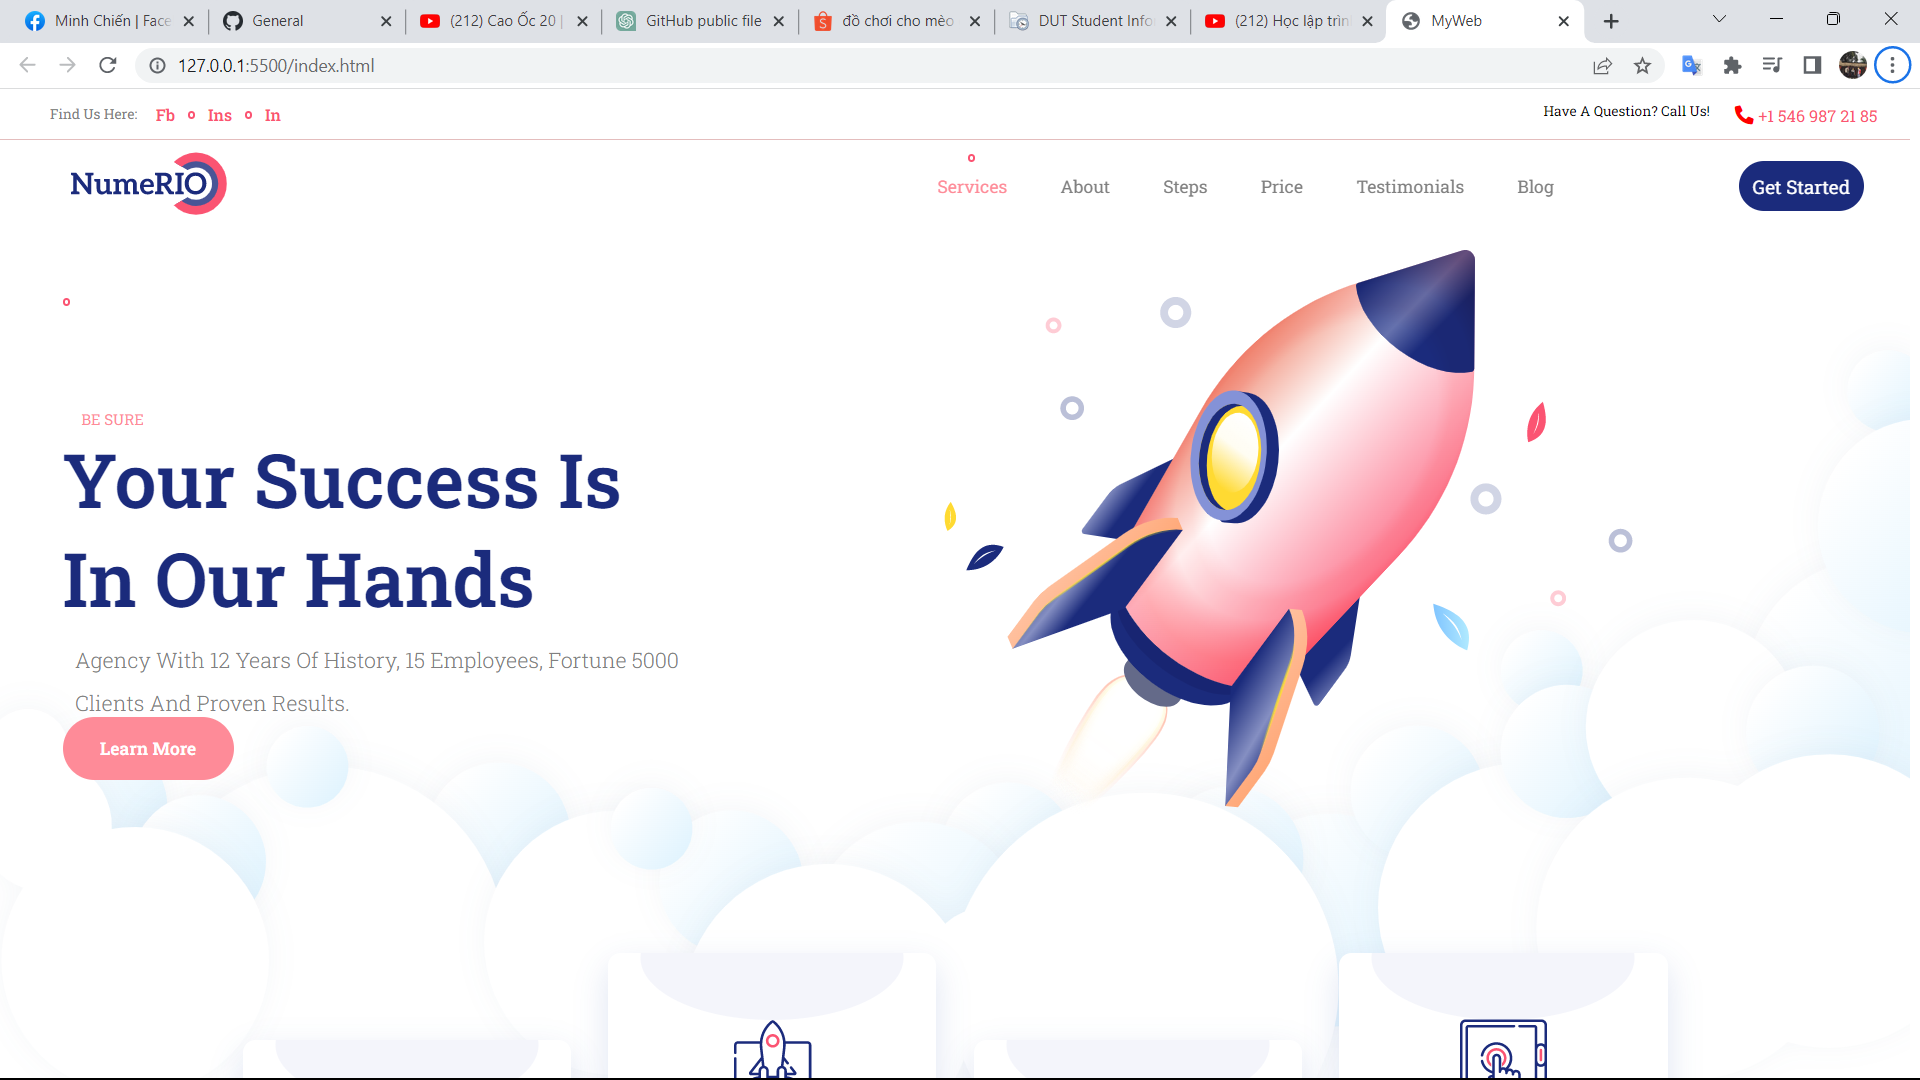 Minh Chiến | Face
General
(212) Cao Ốc 20 |
GitHub public file
đồ chơi cho mèo
DUT Student Info
(212) Học lập trìn
MyWeb
127.0.0.1:5500/index.html
Find Us Here: Fb Ins In
Have A Question? Call Us! +1 546 987 21 85
NumeRIO
Services About Steps Price Testimonials Blog
Get Started
BE SURE
Your Success Is
In Our Hands
Agency With 12 Years Of History, 15 Employees, Fortune 5000
Clients And Proven Results.
Learn More